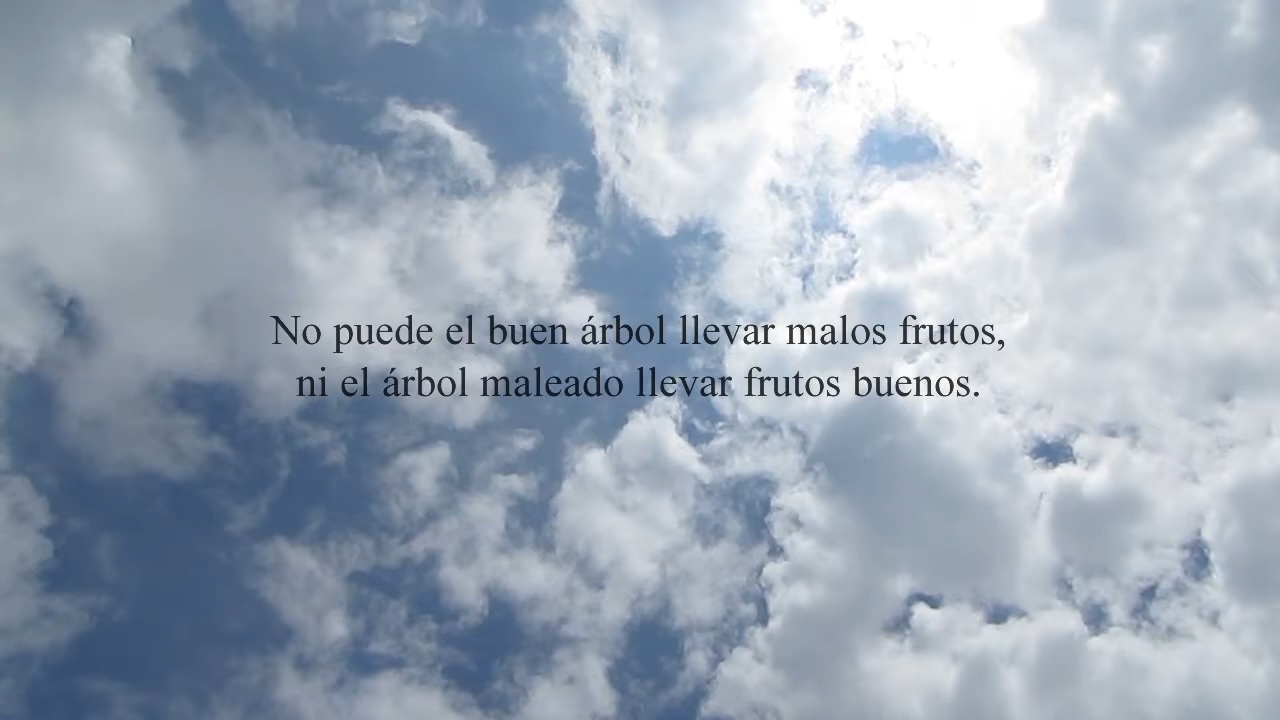 No puede el buen árbol llevar malos frutos,
ni el árbol maleado llevar frutos buenos.